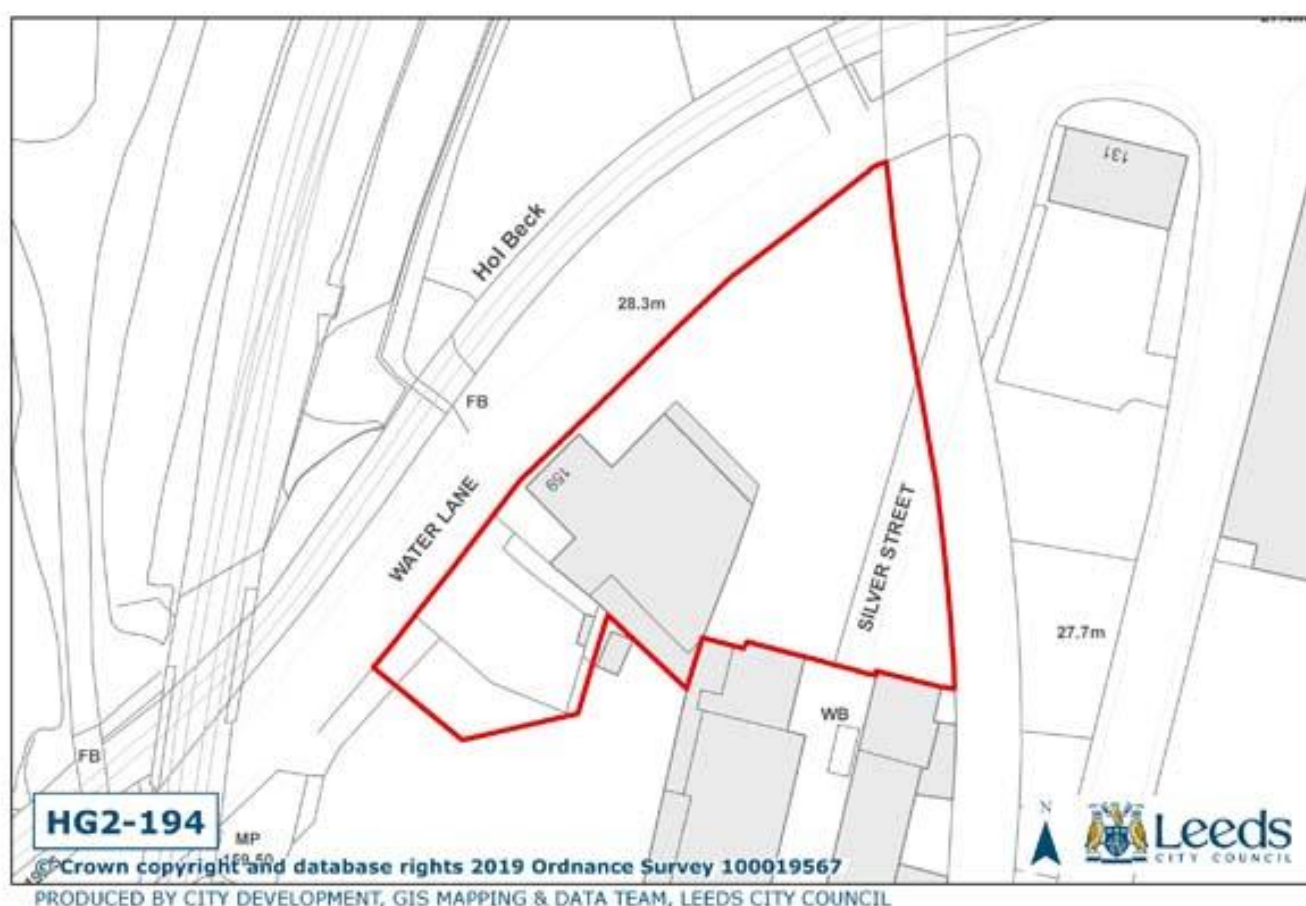 131
Hol Beck
28.3m
FB
159
WATER LANE
SILVER STREET
27.7m
WB
FB
HG2-194
MP
159.50
Leeds
CITY COUNCIL
N
© Crown copyright and database rights 2019 Ordnance Survey 100019567
PRODUCED BY CITY DEVELOPMENT, GIS MAPPING & DATA TEAM, LEEDS CITY COUNCIL